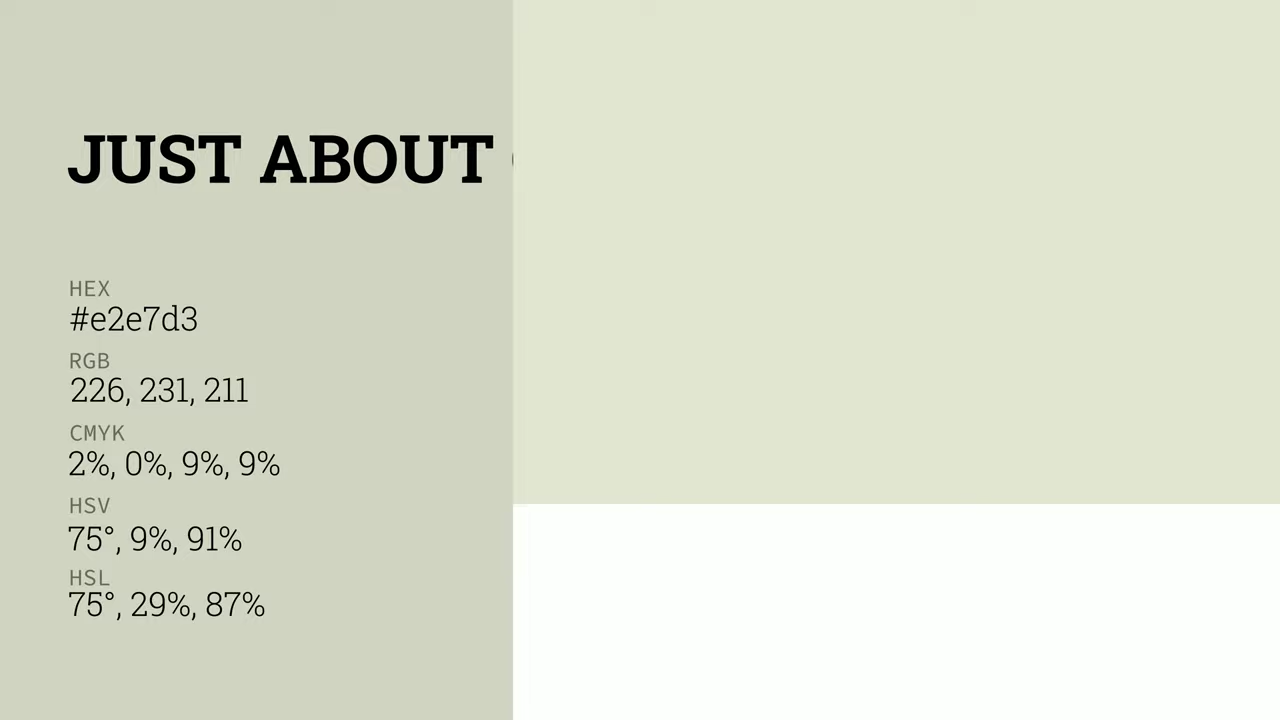 JUST ABOUT
HEX
#e2e7d3
RGB
226, 231, 211
CMYK
2%, 0%, 9%, 9%
HSV
75°, 9%, 91%
HSL
75°, 29%, 87%